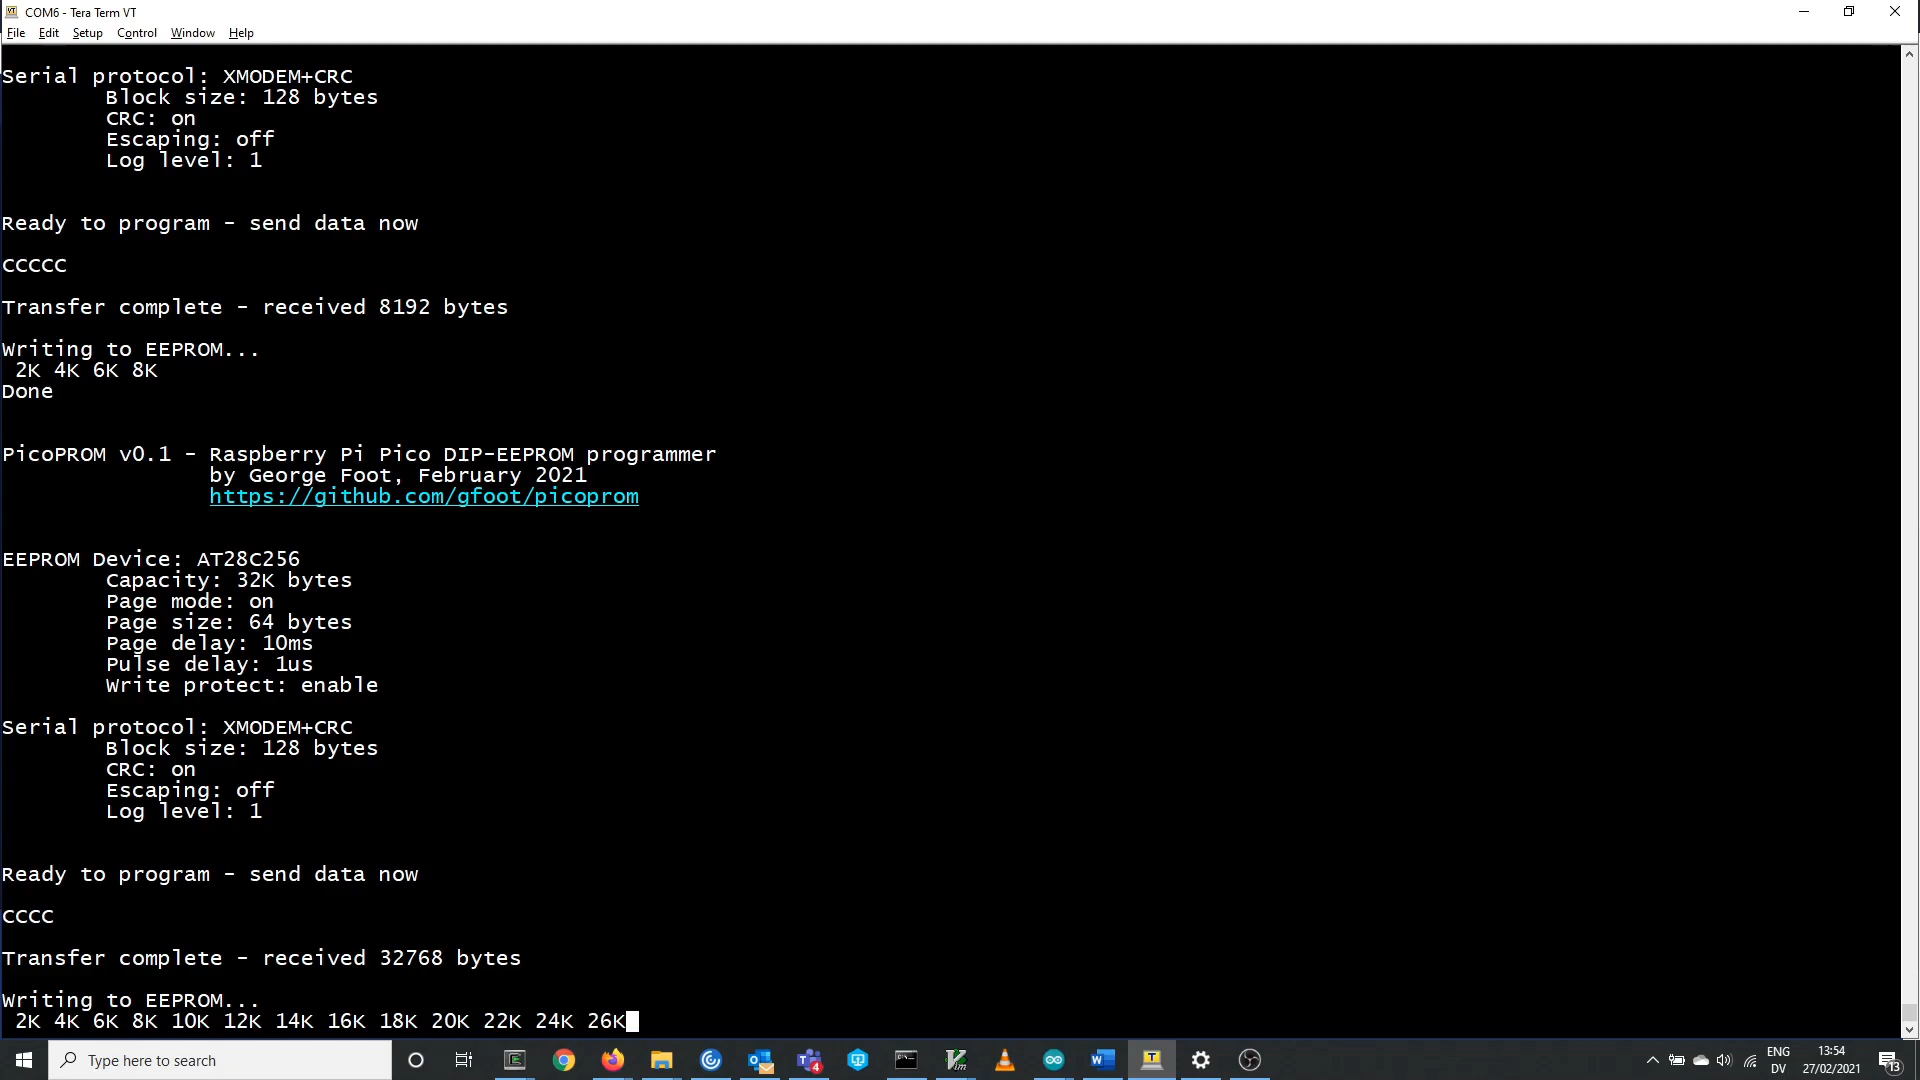 COM6 - Tera Term VT
File Edit Setup Control Window Help
Serial protocol: XMODEM+CRC
Block size: 128 bytes
CRC: on
Escaping: off
Log level: 1
Ready to program - send data now
CCCCC
Transfer complete - received 8192 bytes
Writing to EEPROM...
2K 4K 6K 8K
Done
PicoPROM v0.1 - Raspberry Pi Pico DIP-EEPROM programmer
by George Foot, February 2021
https://github.com/gfoot/picoprom
EEPROM Device: AT28C256
Capacity: 32K bytes
Page mode: on
Page size: 64 bytes
Page delay: 10ms
Pulse delay: 1us
Write protect: enable
Serial protocol: XMODEM+CRC
Block size: 128 bytes
CRC: on
Escaping: off
Log level: 1
Ready to program - send data now
CCCC
Transfer complete - received 32768 bytes
Writing to EEPROM...
2K 4K 6K 8K 10K 12K 14K 16K 18K 20K 22K 24K 26K
Type here to search
ENG
DV
13:54
27/02/2021
13